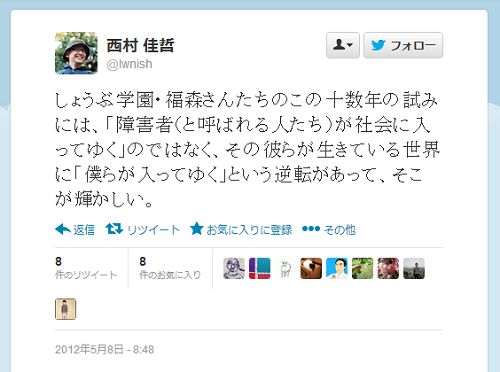 西村 佳哲
@lwnish
フォロー
しょうぶ学園・福森さんたちのこの十数年の試み
には、「障害者（と呼ばれる人たち）が社会に入
ってゆく」のではなく、その彼らが生きている世界
に「僕らが入ってゆく」という逆転があって、そこ
が輝かしい。
返信 リツイート お気に入りに登録 その他
8 8
件のリツイート 件のお気に入り
2012年5月8日 - 8:48